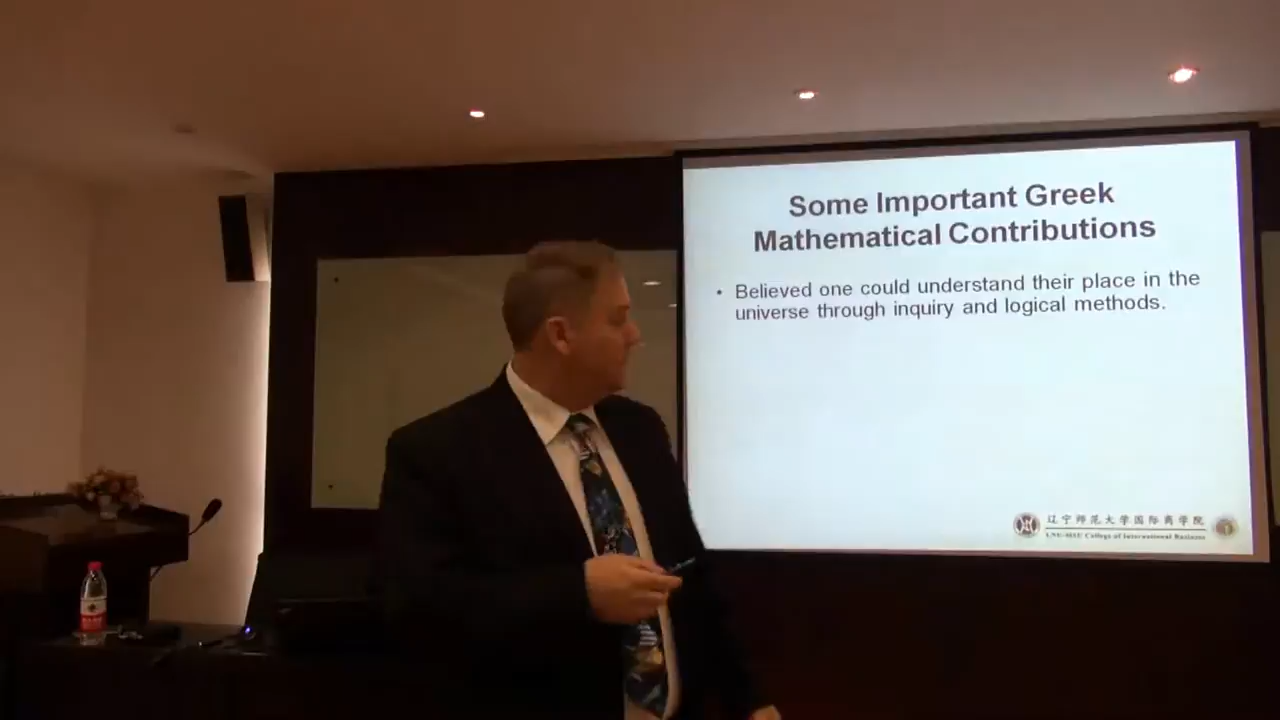 Some Important Greek
Mathematical Contributions
• Believed one could understand their place in the
universe through inquiry and logical methods.
辽宁师范大学国际商学院
LNU-MSU College of International Business